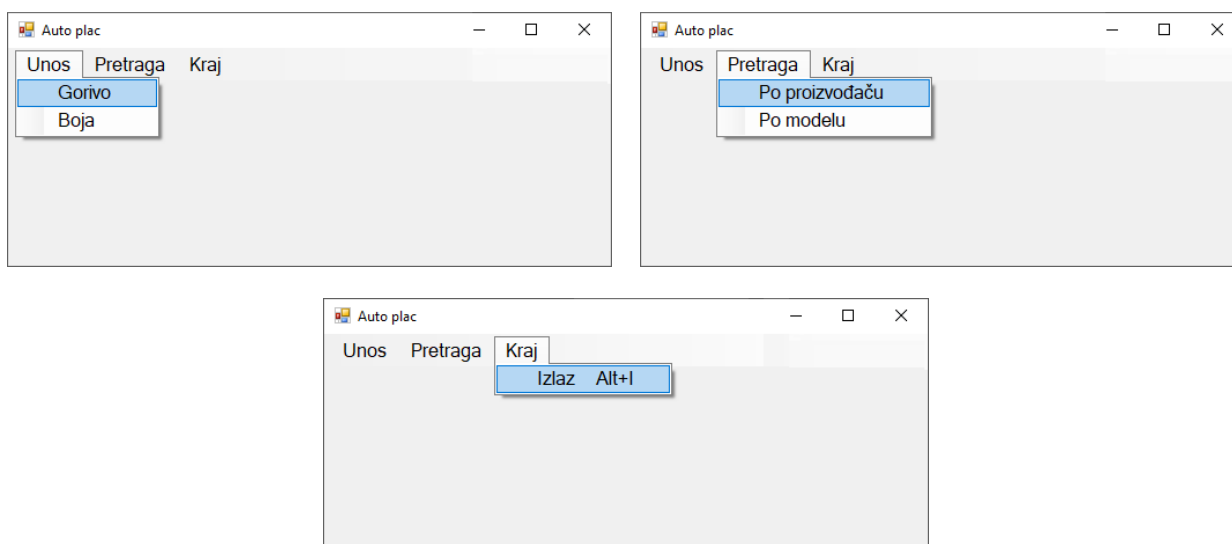 Auto plac
Unos Pretraga Kraj
Gorivo
Boja
Auto plac
Unos Pretraga Kraj
Po proizvođaču
Po modelu
Auto plac
Unos Pretraga Kraj
Izlaz Alt+I